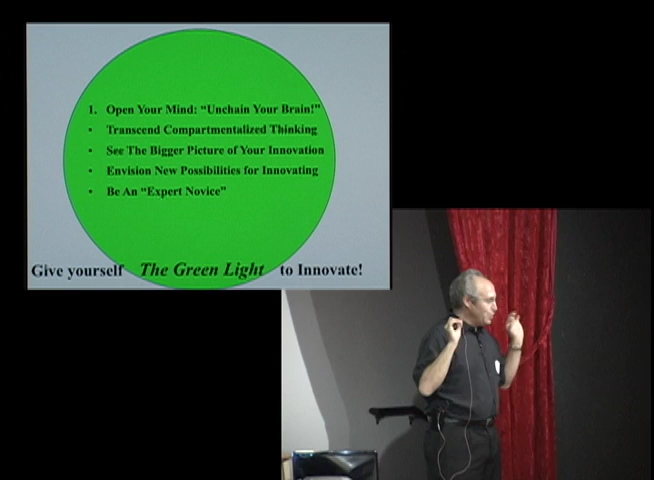 1. Open Your Mind: “Unchain Your Brain!”
• Transcend Compartmentalized Thinking
• See The Bigger Picture of Your Innovation
• Envision New Possibilities for Innovating
• Be An “Expert Novice”
Give yourself The Green Light to Innovate!